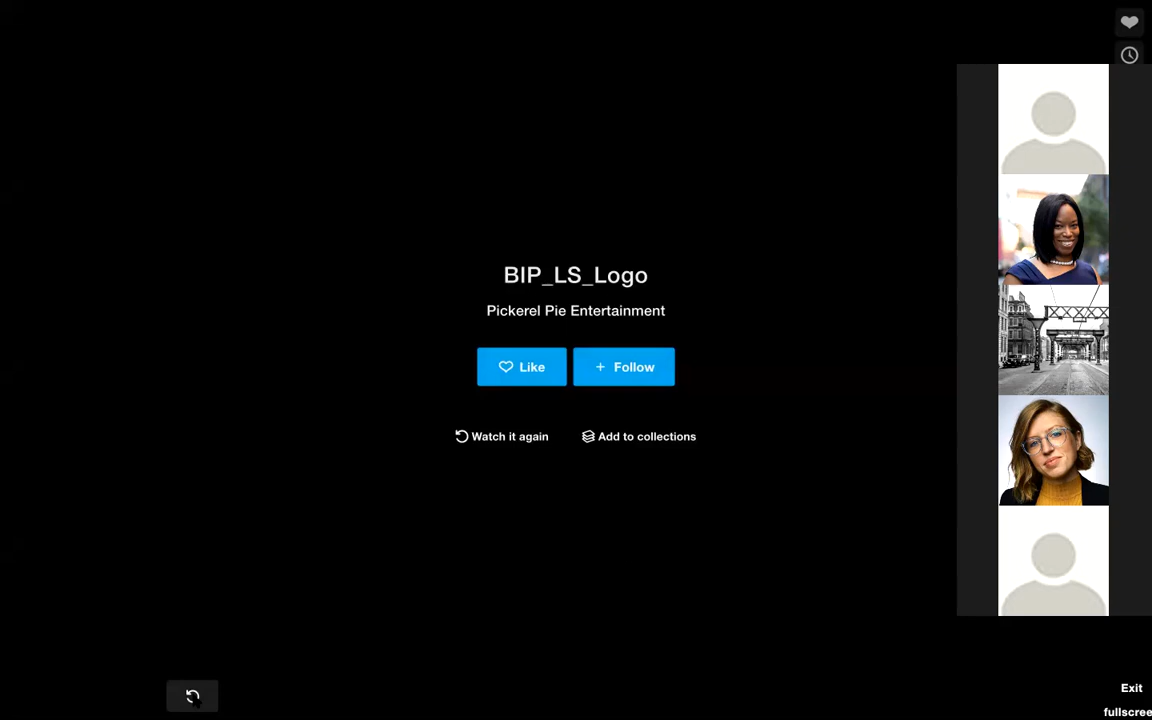 BIP_LS_Logo
Pickerel Pie Entertainment
Like
Follow
Watch it again
Add to collections
Exit
fullscree